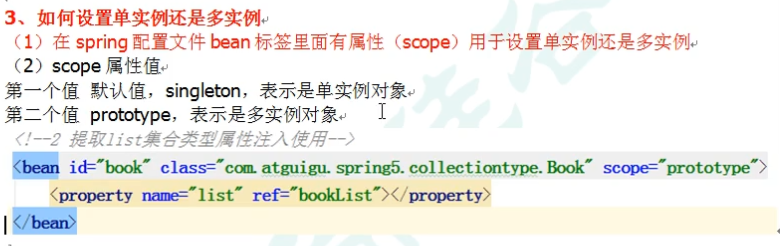 3、如何设置单实例还是多实例
（1）在 spring 配置文件 bean 标签里面有属性（scope）用于设置单实例还是多实例
（2）scope 属性值
第一个值 默认值，singleton，表示是单实例对象
第二个值 prototype，表示是多实例对象
<!--2 提取list集合类型属性注入使用-->
<bean id="book" class="com.atguigu.spring5.collectiontype.Book" scope="prototype">
<property name="list" ref="bookList"></property>
</bean>